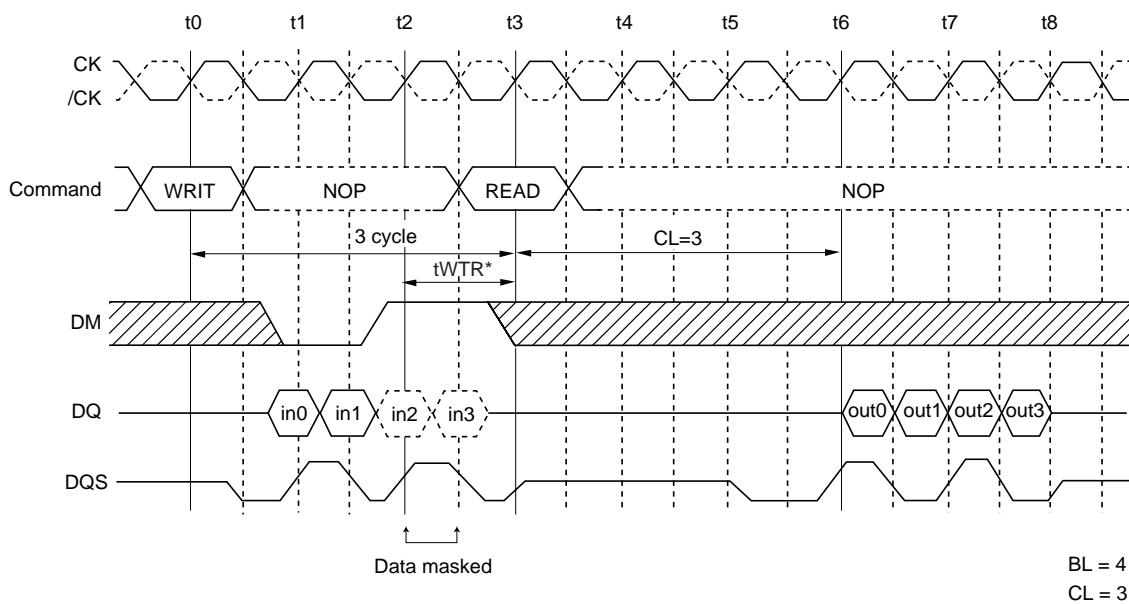 t0 t1 t2 t3 t4 t5 t6 t7 t8
CK
/CK
Command WRIT NOP READ NOP
3 cycle CL=3
tWTR*
DM
DQ in0 in1 in2 in3 out0 out1 out2 out3
DQS
Data masked
BL = 4
CL = 3